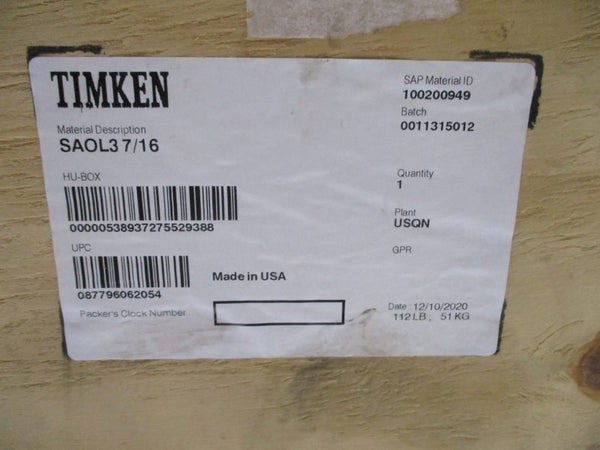 TIMKEN
Material Description
SAOL3 7/16
HU-BOX
00000538937275529388
UPC
087796062054
Packer's Clock Number
Made in USA
SAP Material ID
100200949
Batch
0011315012
Quantity
1
Plant
USQN
GPR
Date: 12/10/2020
112 LB ; 51 KG